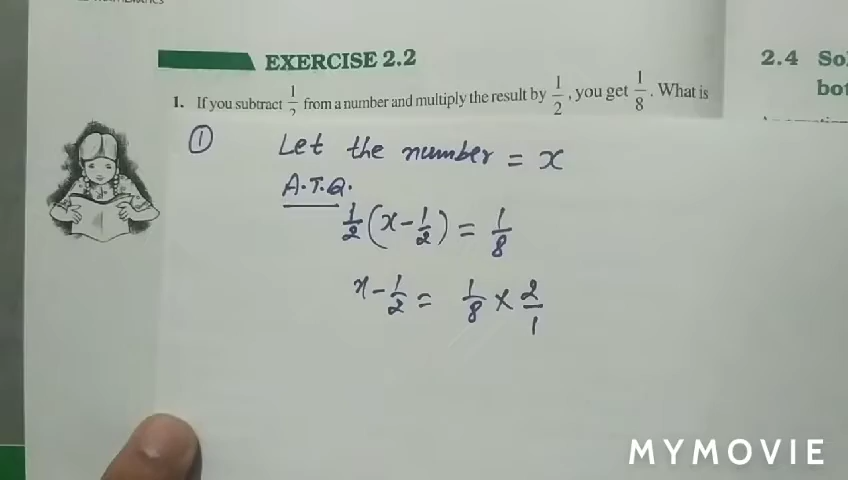 EXERCISE 2.2
2.4 So
bot
1. If you subtract 1/2 from a number and multiply the result by 1/2, you get 1/8. What is
① Let the number = x
A.T.Q.
1/2 (x - 1/2) = 1/8
x - 1/2 = 1/8 × 2/1
MYMOVIE